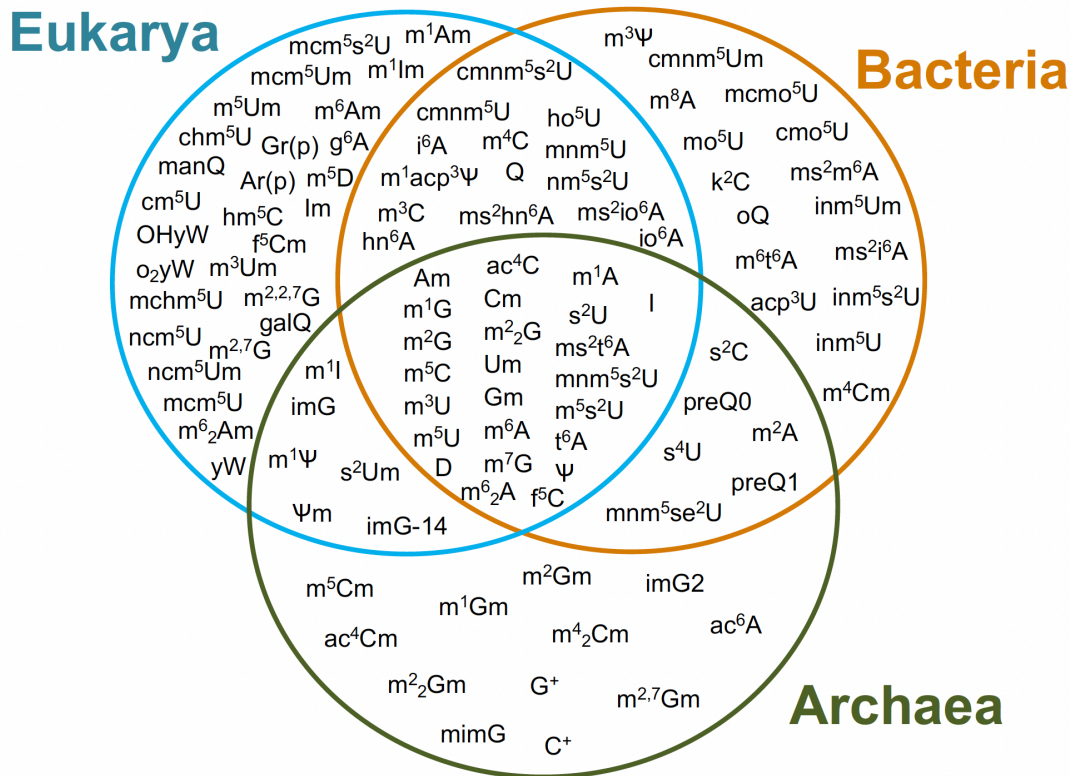 Eukarya
Bacteria
Archaea
mcm⁵s²U
m¹Am
mcm⁵Um
m¹Im
m⁵Um
m⁶Am
chm⁵U
Gr(p)
g⁶A
manQ
Ar(p)
m⁵D
cm⁵U
hm⁵C
Im
OHyW
f⁵Cm
o₂yW
m³Um
mchm⁵U
m²,²,⁷G
galQ
ncm⁵U
m²,⁷G
ncm⁵Um
mcm⁵U
m⁶₂Am
yW
cmnm⁵s²U
cmnm⁵U
ho⁵U
i⁶A
m⁴C
mnm⁵U
m¹acp³Ψ
Q
nm⁵s²U
m³C
ms²hn⁶A
ms²io⁶A
hn⁶A
io⁶A
m³Ψ
cmnm⁵Um
m⁸A
mcmo⁵U
mo⁵U
cmo⁵U
k²C
ms²m⁶A
oQ
inm⁵Um
m⁶t⁶A
ms²i⁶A
acp³U
inm⁵s²U
inm⁵U
m⁴Cm
Am
ac⁴C
m¹A
m¹G
Cm
s²U
I
m²G
m²₂G
ms²t⁶A
m⁵C
Um
mnm⁵s²U
m³U
Gm
m⁵s²U
m⁵U
m⁶A
t⁶A
D
m⁷G
Ψ
m⁶₂A
f⁵C
m¹I
imG
m¹Ψ
s²Um
Ψm
imG-14
s²C
preQ0
m²A
s⁴U
preQ1
mnm⁵se²U
m⁵Cm
m²Gm
imG2
m¹Gm
ac⁴Cm
m⁴₂Cm
ac⁶A
m²₂Gm
G⁺
m²,⁷Gm
mimG
C⁺